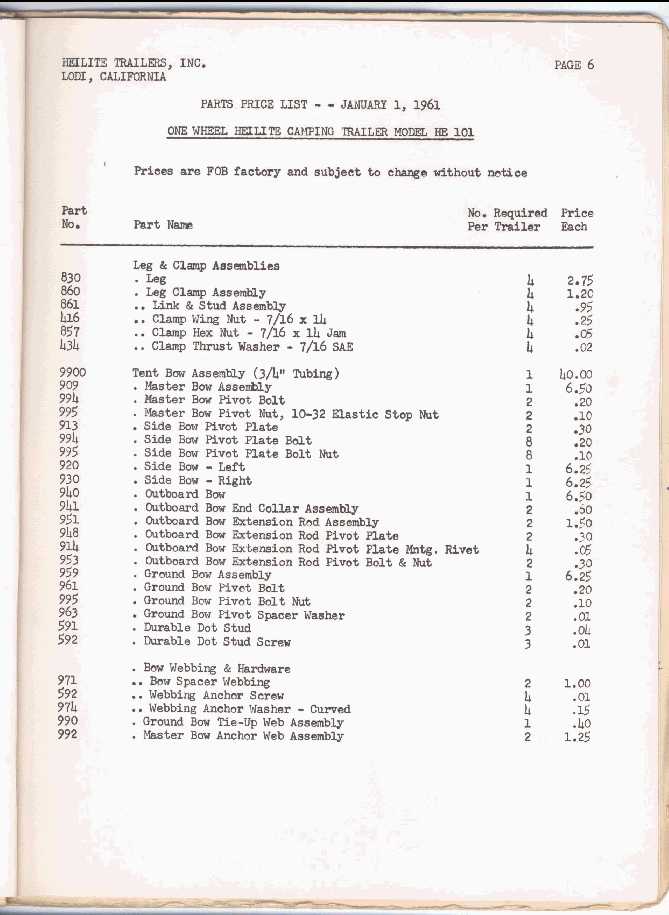 HEILITE TRAILERS, INC. PAGE 6
LODI, CALIFORNIA
PARTS PRICE LIST - - JANUARY 1, 1961
ONE WHEEL HEILITE CAMPING TRAILER MODEL HE 101
Prices are FOB factory and subject to change without notice
Part No. Required Price
No. Part Name Per Trailer Each
Leg & Clamp Assemblies
830 . Leg 4 2.75
860 . Leg Clamp Assembly 4 1.20
861 .. Link & Stud Assembly 4 .95
416 .. Clamp Wing Nut - 7/16 x 14 4 .25
857 .. Clamp Hex Nut - 7/16 x 14 Jam 4 .05
434 .. Clamp Thrust Washer - 7/16 SAE 4 .02
9900 Tent Bow Assembly (3/4" Tubing) 1 40.00
909 . Master Bow Assembly 1 6.50
994 . Master Bow Pivot Bolt 2 .20
995 . Master Bow Pivot Nut, 10-32 Elastic Stop Nut 2 .10
913 . Side Bow Pivot Plate 2 .30
994 . Side Bow Pivot Plate Bolt 8 .20
995 . Side Bow Pivot Plate Bolt Nut 8 .10
920 . Side Bow - Left 1 6.25
930 . Side Bow - Right 1 6.25
940 . Outboard Bow 1 6.50
941 . Outboard Bow End Collar Assembly 2 .60
951 . Outboard Bow Extension Rod Assembly 2 1.50
948 . Outboard Bow Extension Rod Pivot Plate 2 .30
914 . Outboard Bow Extension Rod Pivot Plate Mntg. Rivet 4 .05
953 . Outboard Bow Extension Rod Pivot Bolt & Nut 2 .30
959 . Ground Bow Assembly 1 6.25
961 . Ground Bow Pivot Bolt 2 .20
995 . Ground Bow Pivot Bolt Nut 2 .10
963 . Ground Bow Pivot Spacer Washer 2 .01
591 . Durable Dot Stud 3 .04
592 . Durable Dot Stud Screw 3 .01
. Bow Webbing & Hardware
971 .. Bow Spacer Webbing 2 1.00
592 .. Webbing Anchor Screw 4 .01
974 .. Webbing Anchor Washer - Curved 4 .15
990 . Ground Bow Tie-Up Web Assembly 1 .40
992 . Master Bow Anchor Web Assembly 2 1.25